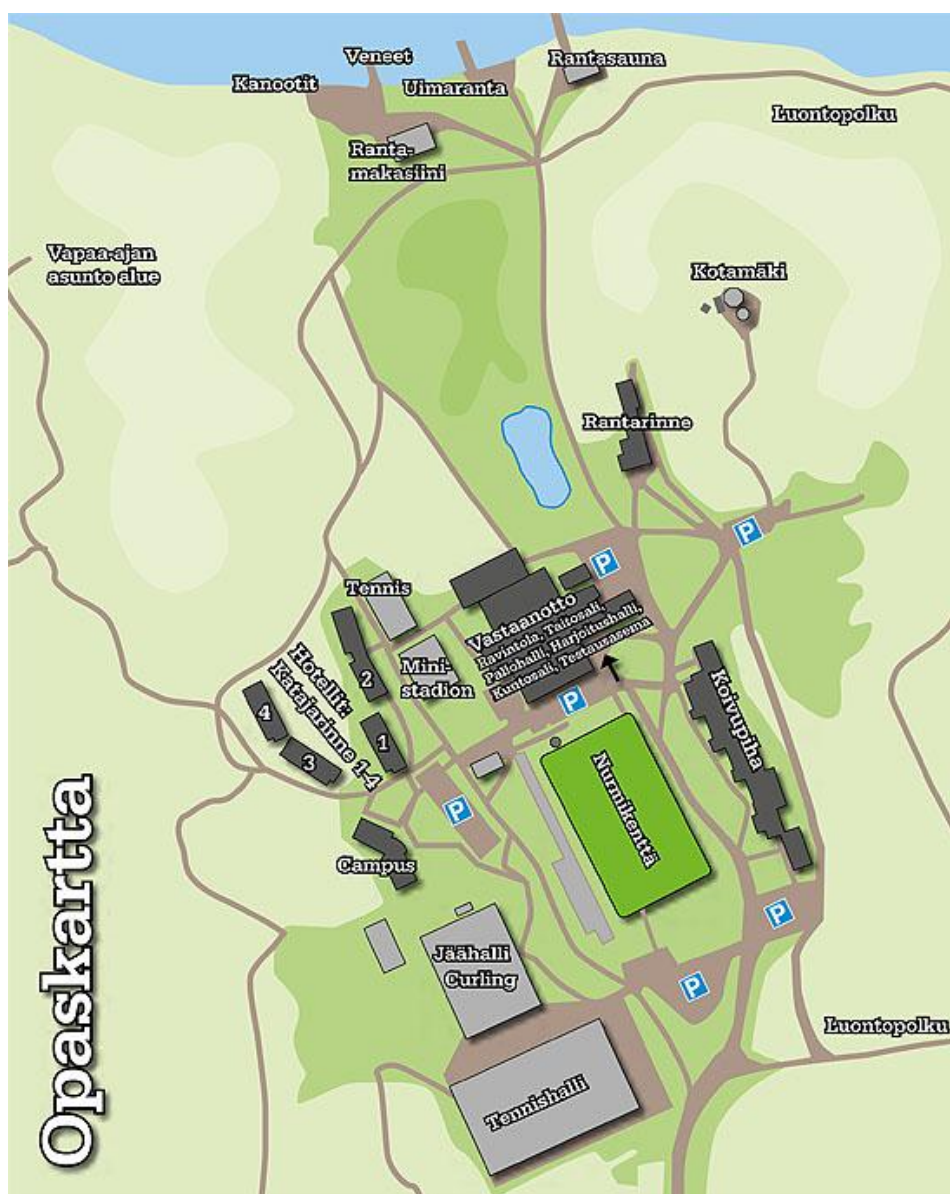 Veneet
Rantasauna
Kanootit
Uimaranta
Luontopolku
Ranta-
makasiini
Vapaa-ajan
asunto alue
Kotamäki
Rantarinne
P
P
Tennis
Vastaanotto
Ravintola, Taitosali,
Pallohalli, Harjoitushalli,
Kuntosali, Testausasema
Mini-
stadion
Hotellit:
Katajarinne 1-4
2
4
1
3
P
Koivupiha
Nurmikenttä
P
Campus
P
Jäähalli
Curling
P
Luontopolku
Tennishalli
Opaskartta